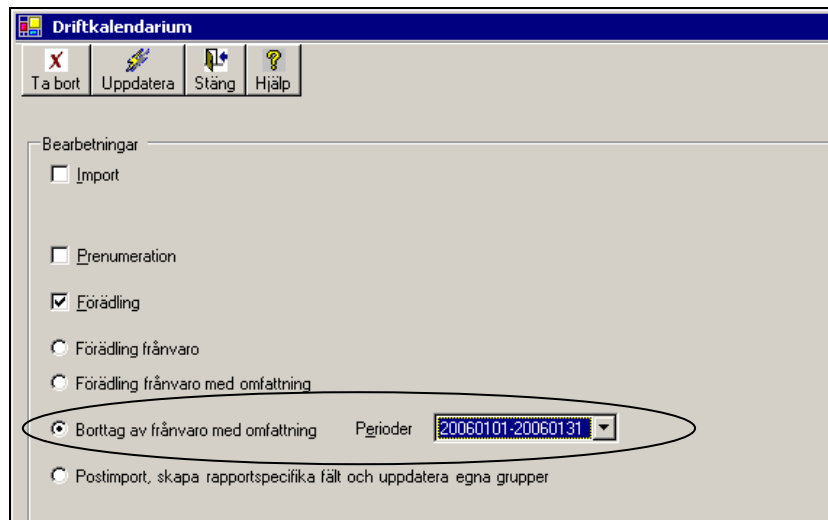 Driftkalendarium
Ta bort Uppdatera Stäng Hjälp
Bearbetningar
Import
Prenumeration
Förädling
Förädling frånvaro
Förädling frånvaro med omfattning
Borttag av frånvaro med omfattning Perioder 20060101-20060131
Postimport, skapa rapportspecifika fält och uppdatera egna grupper